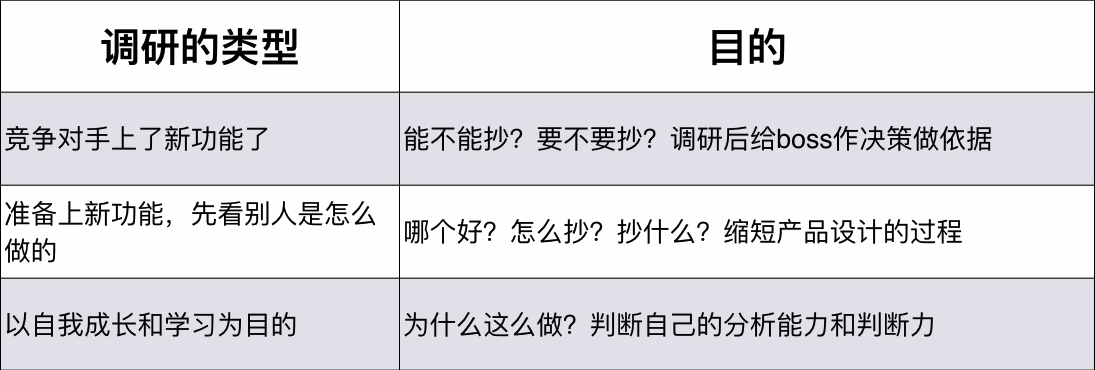 调研的类型
目的
竞争对手上了新功能了
能不能抄？要不要抄？调研后给boss作决策做依据
准备上新功能，先看别人是怎么
做的
哪个好？怎么抄？抄什么？缩短产品设计的过程
以自我成长和学习为目的
为什么这么做？判断自己的分析能力和判断力